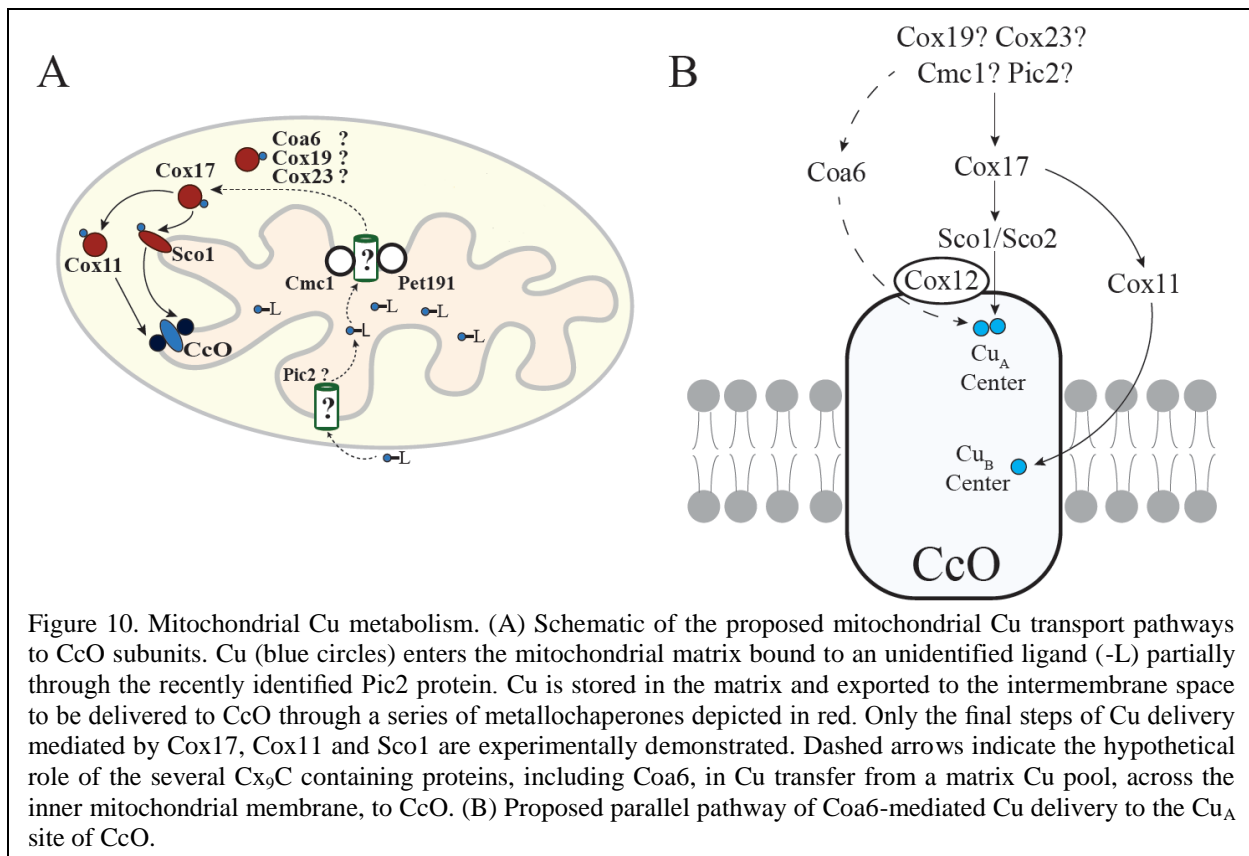 A
Coa6 ?
Cox19 ?
Cox23 ?
Cox17
Cox11
Sco1
CcO
Cmc1
?
Pet191
-L
-L
-L
-L
-L
Pic2 ?
?
-L
B
Cox19? Cox23?
Cmc1? Pic2?
Coa6
Cox17
Sco1/Sco2
Cox12
Cox11
Cu_A
Center
Cu_B
Center
CcO
Figure 10. Mitochondrial Cu metabolism. (A) Schematic of the proposed mitochondrial Cu transport pathways
to CcO subunits. Cu (blue circles) enters the mitochondrial matrix bound to an unidentified ligand (-L) partially
through the recently identified Pic2 protein. Cu is stored in the matrix and exported to the intermembrane space
to be delivered to CcO through a series of metallochaperones depicted in red. Only the final steps of Cu delivery
mediated by Cox17, Cox11 and Sco1 are experimentally demonstrated. Dashed arrows indicate the hypothetical
role of the several Cx₉C containing proteins, including Coa6, in Cu transfer from a matrix Cu pool, across the
inner mitochondrial membrane, to CcO. (B) Proposed parallel pathway of Coa6-mediated Cu delivery to the Cu_A
site of CcO.